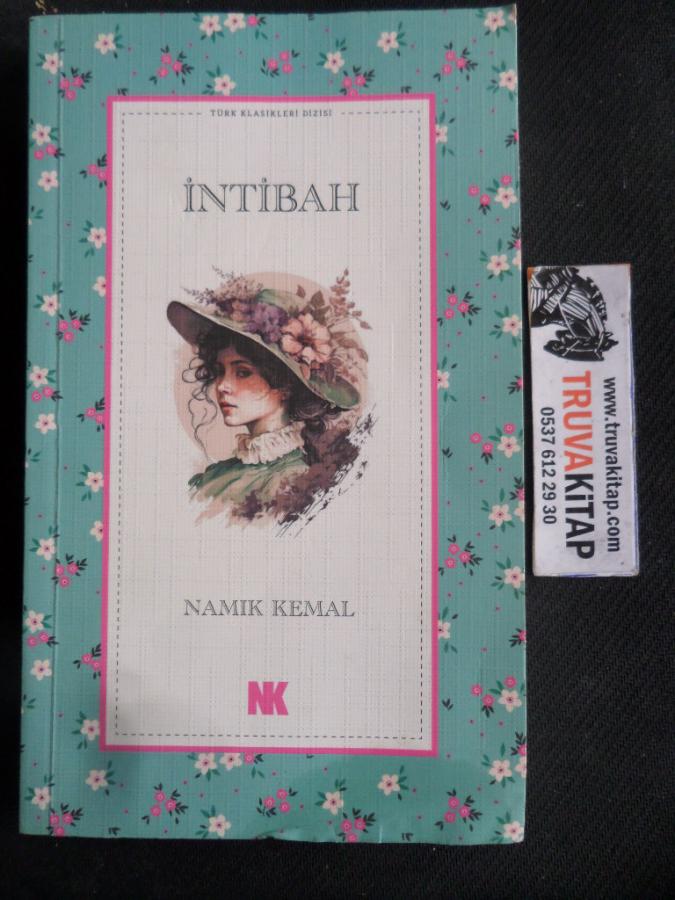 TÜRK KLASİKLERİ DİZİSİ
İNTİBAH
NAMIK KEMAL
NK
www.truvakitap.com
TRUVAKİTAP
0537 612 29 30